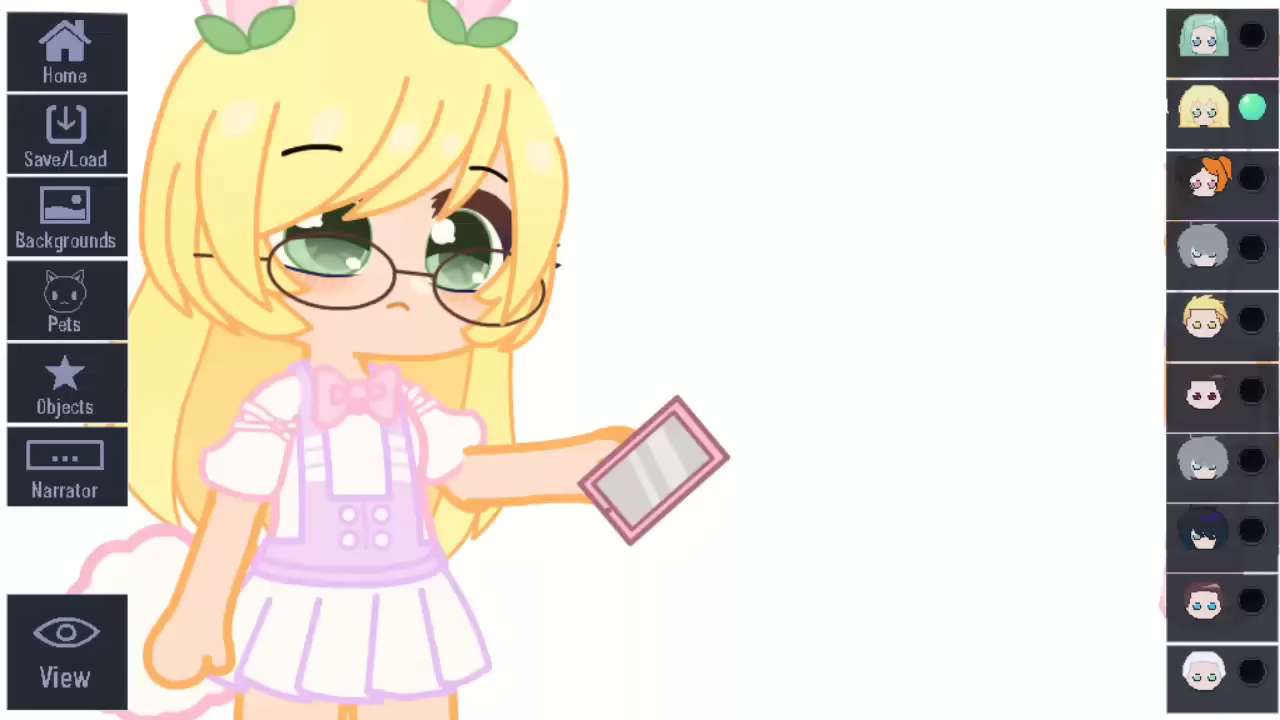 Home
Save/Load
Backgrounds
Pets
Objects
Narrator
View